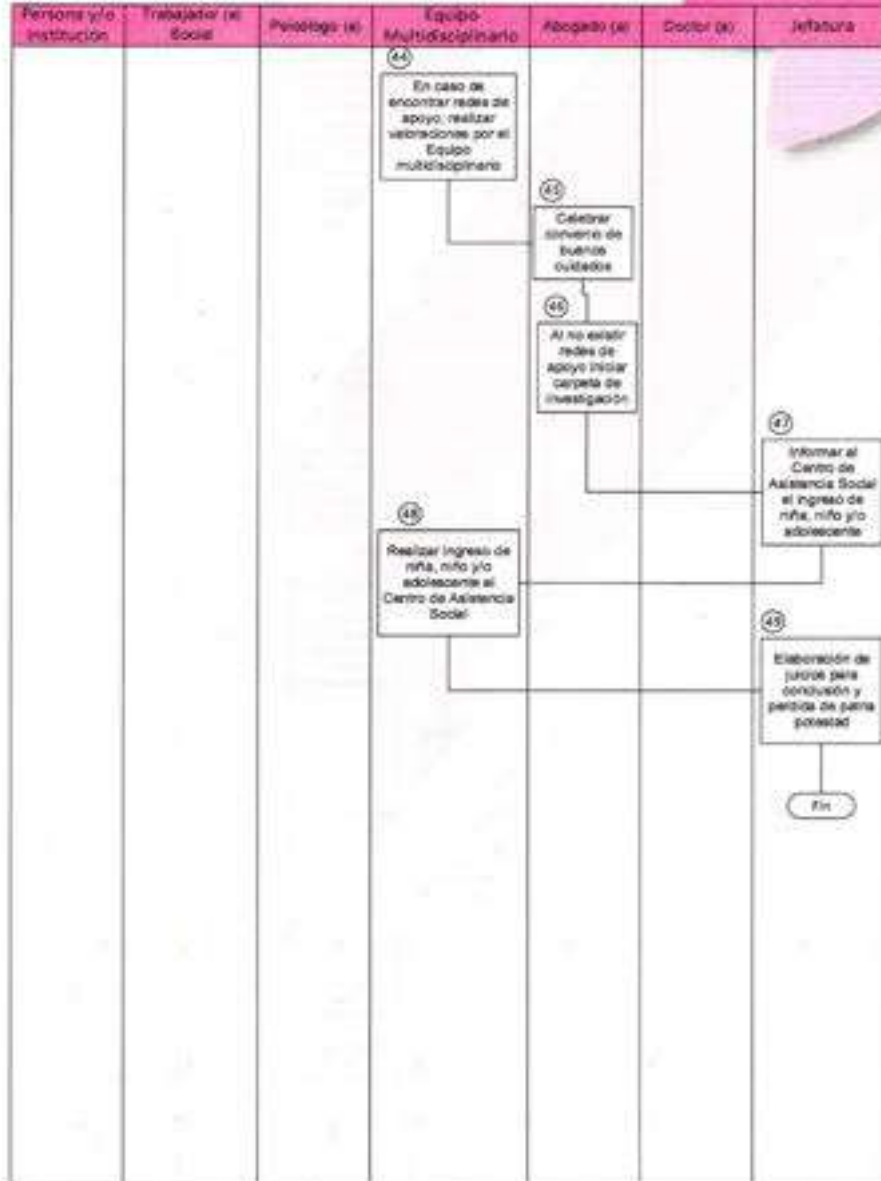 Persona y/o
institución
Trabajador (a)
Social
Psicólogo (a)
Equipo
Multidisciplinario
Abogado (a)
Doctor (a)
Jefatura
44
En caso de
encontrar redes de
apoyo; realizar
valoraciones por el
Equipo
multidisciplinario
45
Celebrar
convenio de
buenos
cuidados
46
Al no existir
redes de
apoyo iniciar
carpeta de
investigación
47
Informar al
Centro de
Asistencia Social
el ingreso de
niña, niño y/o
adolescente
48
Realizar ingreso de
niña, niño y/o
adolescente al
Centro de Asistencia
Social
49
Elaboración de
juicios para
conclusión y
perdida de patria
potestad
Fin